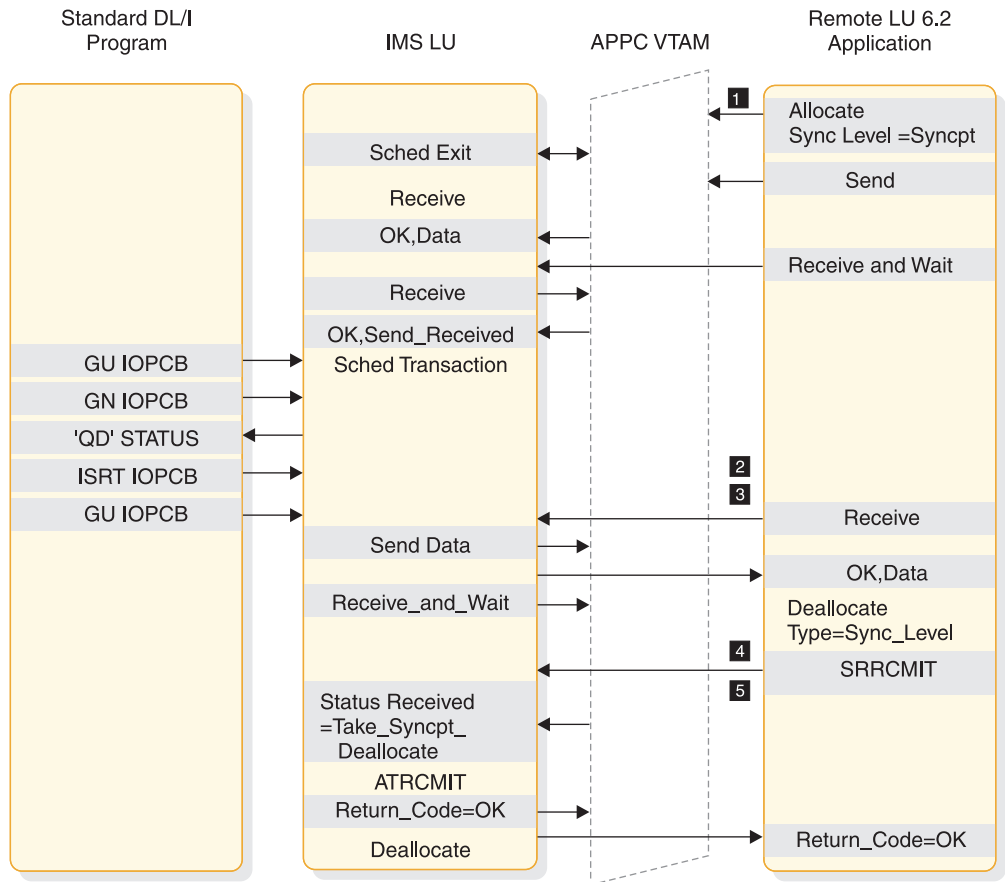 Standard DL/I
Program
IMS LU
APPC VTAM
Remote LU 6.2
Application
1
Allocate
Sync Level =Syncpt
Sched Exit
Send
Receive
OK,Data
Receive and Wait
Receive
OK,Send_Received
GU IOPCB
Sched Transaction
GN IOPCB
'QD' STATUS
ISRT IOPCB
2
3
GU IOPCB
Receive
Send Data
OK,Data
Receive_and_Wait
Deallocate
Type=Sync_Level
4
SRRCMIT
5
Status Received
=Take_Syncpt_
Deallocate
ATRCMIT
Return_Code=OK
Return_Code=OK
Deallocate